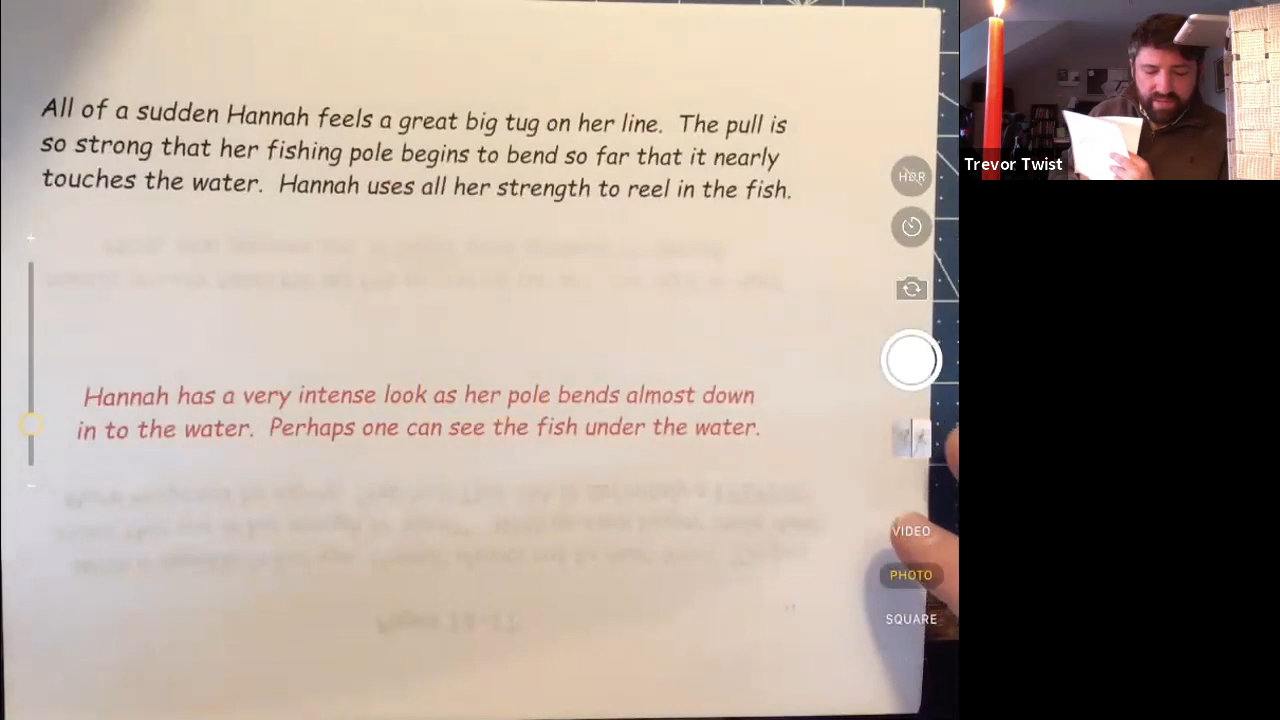 All of a sudden Hannah feels a great big tug on her line. The pull is
so strong that her fishing pole begins to bend so far that it nearly
touches the water. Hannah uses all her strength to reel in the fish.
Hannah has a very intense look as her pole bends almost down
in to the water. Perhaps one can see the fish under the water.
HDR
VIDEO
PHOTO
SQUARE
Trevor Twist